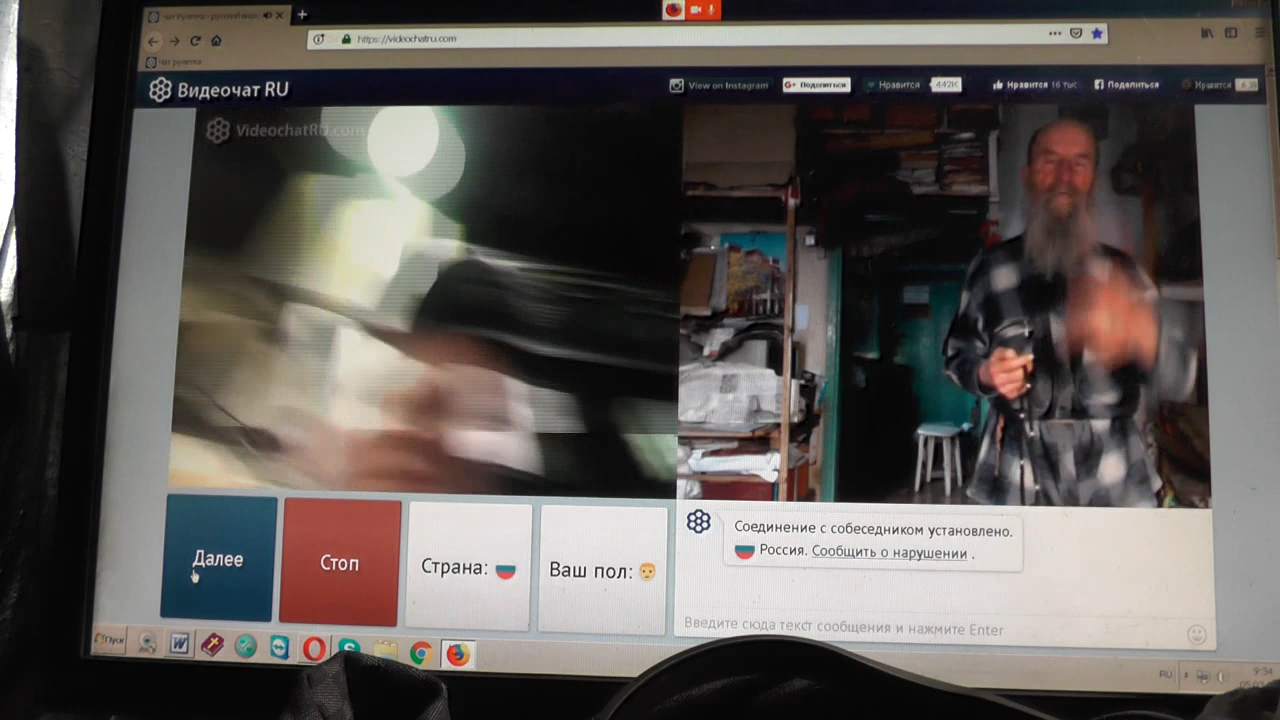 Чат Рулетка - русский
https://videochatru.com
Чат рулетка
Видеочат RU
View on Instagram
G+ Поделиться
Нравится 442K
Нравится 16 тыс.
Поделиться
Нравится
VideochatRU.com
Далее
Стоп
Страна:
Ваш пол:
Соединение с собеседником установлено.
Россия. Сообщить о нарушении .
Введите сюда текст сообщения и нажмите Enter
Пуск
RU
9:34